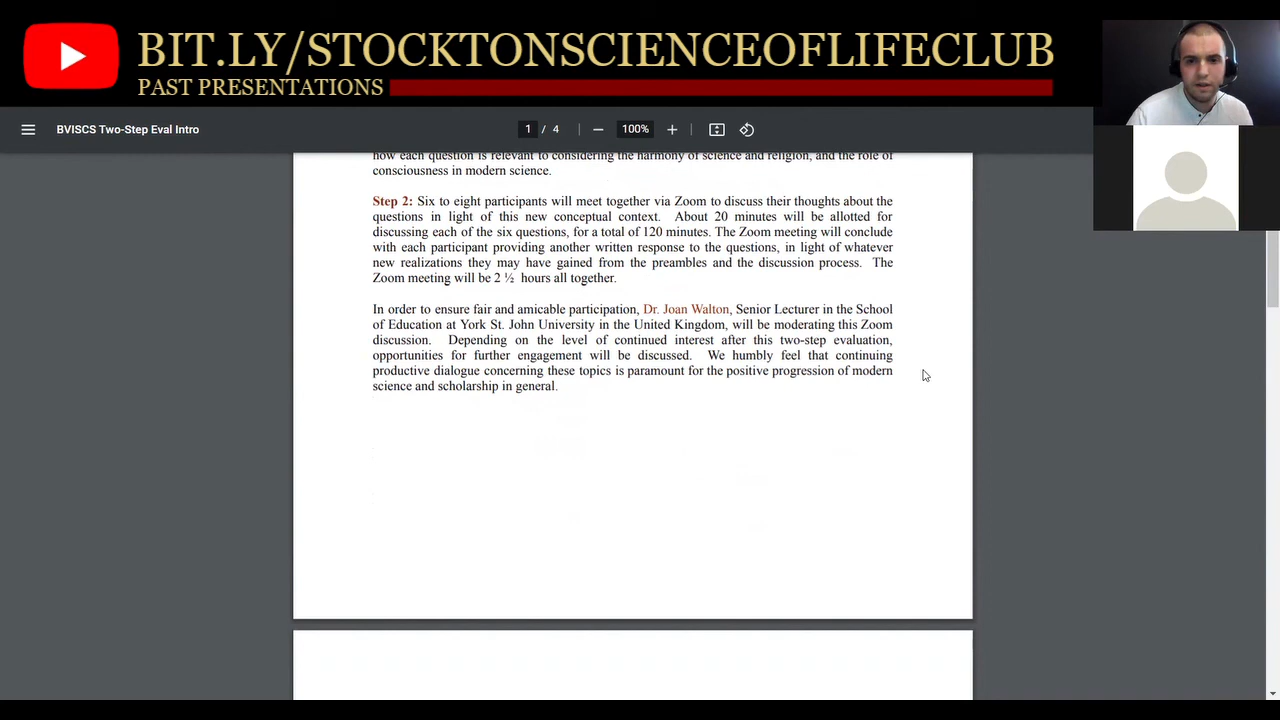 BIT.LY/STOCKTONSCIENCEOFLIFECLUB
PAST PRESENTATIONS
BVISCS Two-Step Eval Intro
1 / 4
100%
how each question is relevant to considering the harmony of science and religion, and the role of
consciousness in modern science.
Step 2: Six to eight participants will meet together via Zoom to discuss their thoughts about the
questions in light of this new conceptual context. About 20 minutes will be allotted for
discussing each of the six questions, for a total of 120 minutes. The Zoom meeting will conclude
with each participant providing another written response to the questions, in light of whatever
new realizations they may have gained from the preambles and the discussion process. The
Zoom meeting will be 2 ½ hours all together.
In order to ensure fair and amicable participation, Dr. Joan Walton, Senior Lecturer in the School
of Education at York St. John University in the United Kingdom, will be moderating this Zoom
discussion. Depending on the level of continued interest after this two-step evaluation,
opportunities for further engagement will be discussed. We humbly feel that continuing
productive dialogue concerning these topics is paramount for the positive progression of modern
science and scholarship in general.